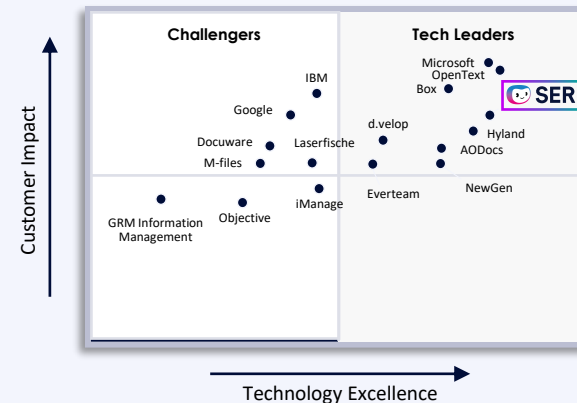 Challengers
Tech Leaders
Microsoft
OpenText
IBM
Box
SER
Google
d.velop
Hyland
Docuware
Laserfische
AODocs
M-files
Everteam
NewGen
iManage
Objective
GRM Information
Management
Customer Impact
Technology Excellence